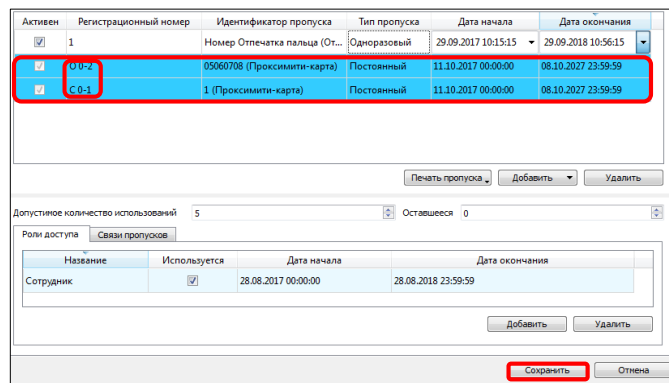 Активен Регистрационный номер Идентификатор пропуска Тип пропуска Дата начала Дата окончания
1 Номер Отпечатка пальца (От... Одноразовый 29.09.2017 10:15:15 29.09.2018 10:56:15
О 0-2 05060708 (Проксимити-карта) Постоянный 11.10.2017 00:00:00 08.10.2027 23:59:59
С 0-1 1 (Проксимити-карта) Постоянный 11.10.2017 00:00:00 08.10.2027 23:59:59
Печать пропуска Добавить Удалить
Допустимое количество использований 5 Оставшееся 0
Роли доступа Связи пропусков
Название Используется Дата начала Дата окончания
Сотрудник 28.08.2017 00:00:00 28.08.2018 23:59:59
Добавить Удалить
Сохранить Отмена